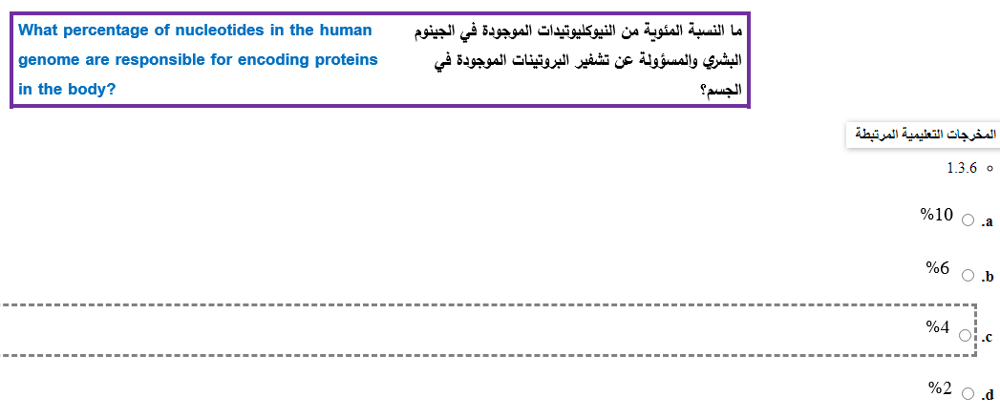 What percentage of nucleotides in the human
genome are responsible for encoding proteins
in the body?
ما النسبة المئوية من النيوكليوتيدات الموجودة في الجينوم
البشري والمسؤولة عن تشفير البروتينات الموجودة في
الجسم؟
المخرجات التعليمية المرتبطة
1.3.6
a. %10
b. %6
c. %4
d. %2